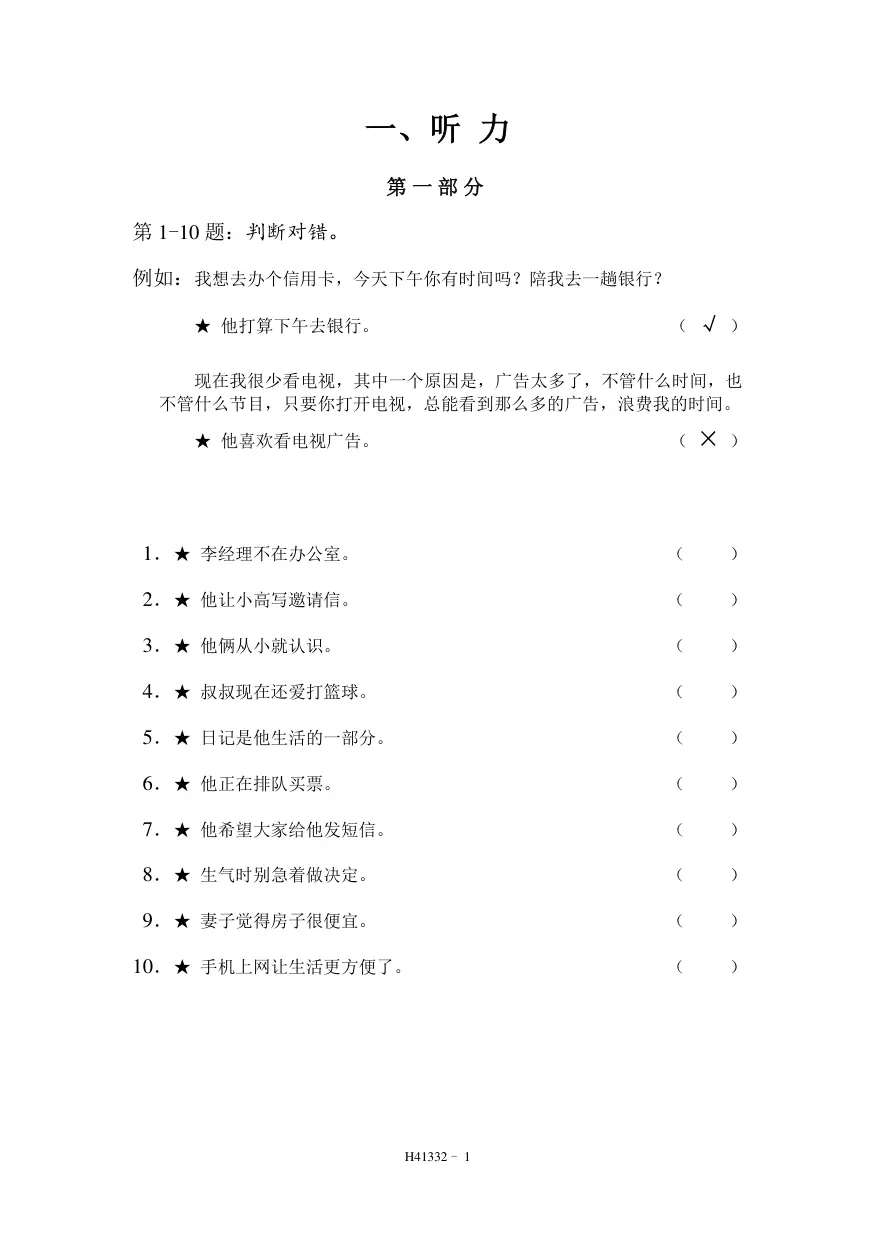 一、听 力
第 一 部 分
第 1-10 题：判断对错。
例如：我想去办个信用卡，今天下午你有时间吗？陪我去一趟银行？
★ 他打算下午去银行。 （ √ ）
现在我很少看电视，其中一个原因是，广告太多了，不管什么时间，也
不管什么节目，只要你打开电视，总能看到那么多的广告，浪费我的时间。
★ 他喜欢看电视广告。 （ × ）
1．★ 李经理不在办公室。 （ ）
2．★ 他让小高写邀请信。 （ ）
3．★ 他俩从小就认识。 （ ）
4．★ 叔叔现在还爱打篮球。 （ ）
5．★ 日记是他生活的一部分。 （ ）
6．★ 他正在排队买票。 （ ）
7．★ 他希望大家给他发短信。 （ ）
8．★ 生气时别急着做决定。 （ ）
9．★ 妻子觉得房子很便宜。 （ ）
10．★ 手机上网让生活更方便了。 （ ）
H41332－ 1